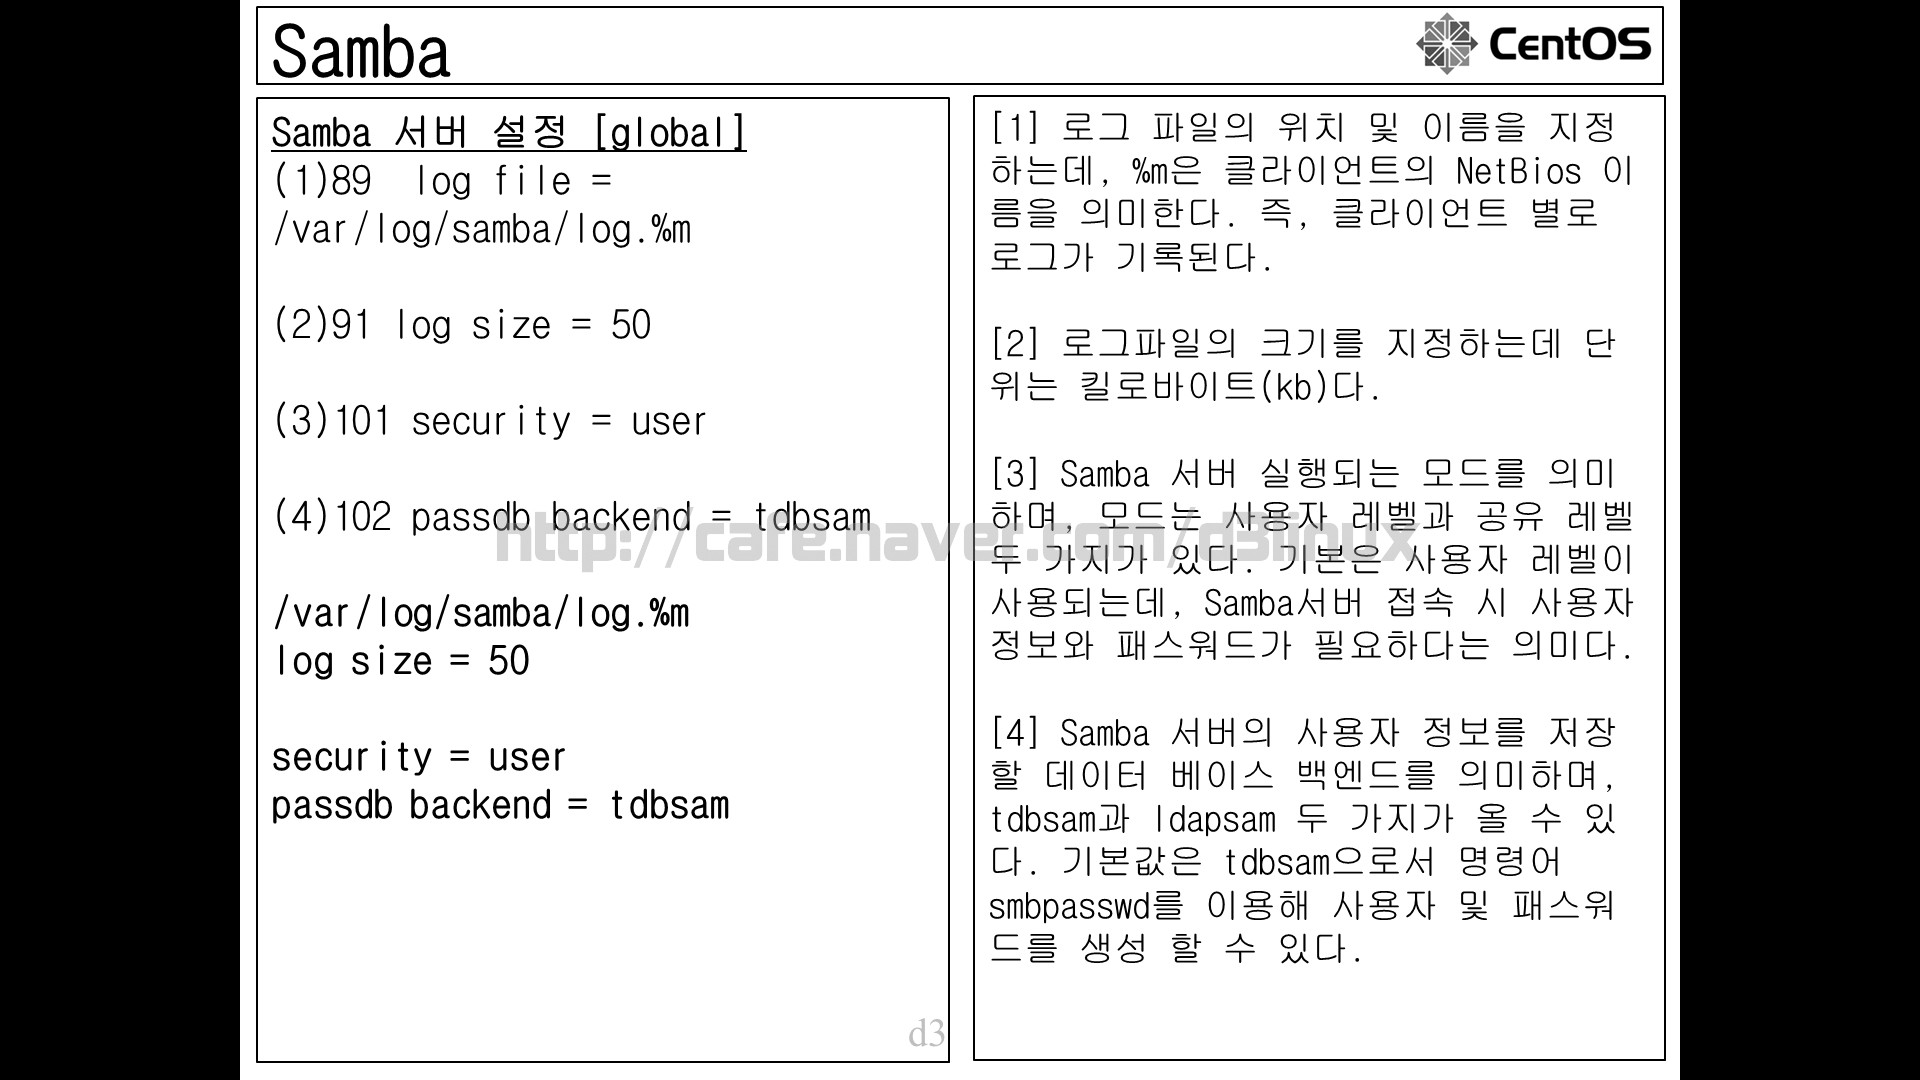 Samba
CentOS
Samba 서버 설정 [global]
(1)89  log file =
/var/log/samba/log.%m
(2)91 log size = 50
(3)101 security = user
(4)102 passdb backend = tdbsam
/var/log/samba/log.%m
log size = 50
security = user
passdb backend = tdbsam
d3
[1] 로그 파일의 위치 및 이름을 지정
하는데, %m은 클라이언트의 NetBios 이
름을 의미한다. 즉, 클라이언트 별로
로그가 기록된다.
[2] 로그파일의 크기를 지정하는데 단
위는 킬로바이트(kb)다.
[3] Samba 서버 실행되는 모드를 의미
하며, 모드는 사용자 레벨과 공유 레벨
두 가지가 있다. 기본은 사용자 레벨이
사용되는데, Samba서버 접속 시 사용자
정보와 패스워드가 필요하다는 의미다.
[4] Samba 서버의 사용자 정보를 저장
할 데이터 베이스 백엔드를 의미하며,
tdbsam과 ldapsam 두 가지가 올 수 있
다. 기본값은 tdbsam으로서 명령어
smbpasswd를 이용해 사용자 및 패스워
드를 생성 할 수 있다.
http://cafe.naver.com/d3linux